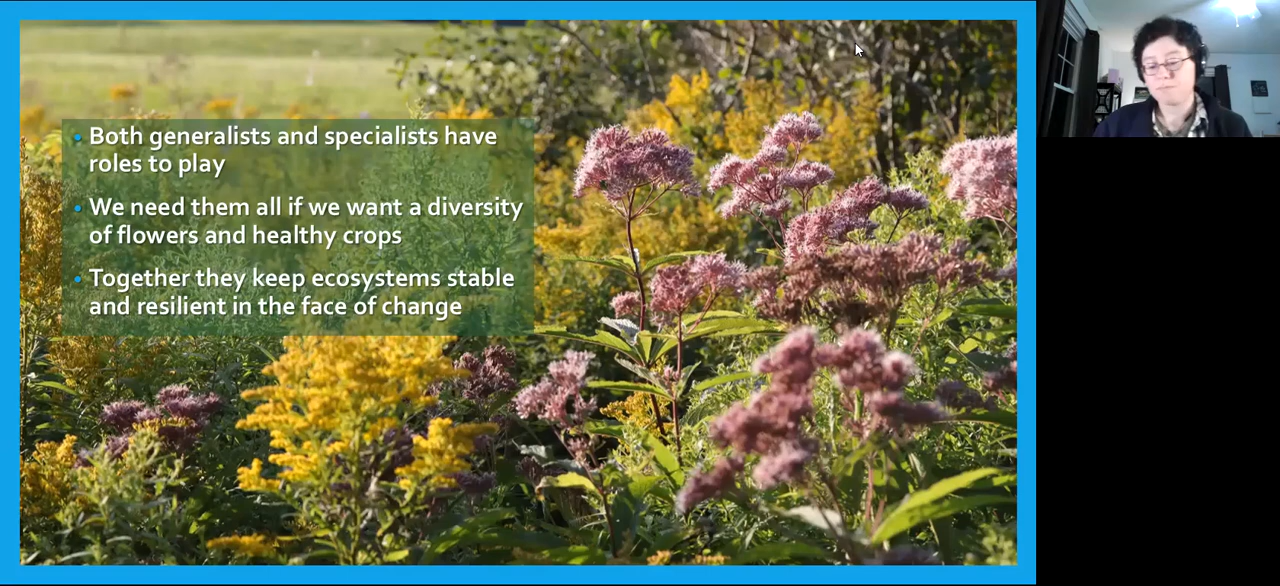 Both generalists and specialists have
roles to play
We need them all if we want a diversity
of flowers and healthy crops
Together they keep ecosystems stable
and resilient in the face of change